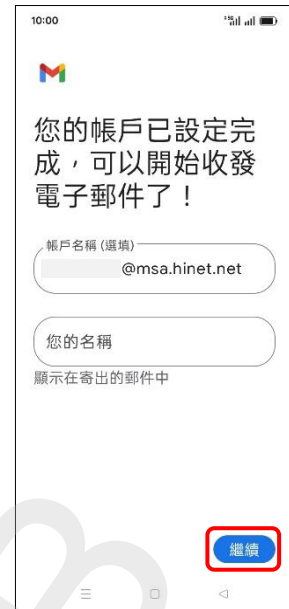 10:00
您的帳戶已設定完
成，可以開始收發
電子郵件了！
帳戶名稱 (選填)
@msa.hinet.net
您的名稱
顯示在寄出的郵件中
繼續